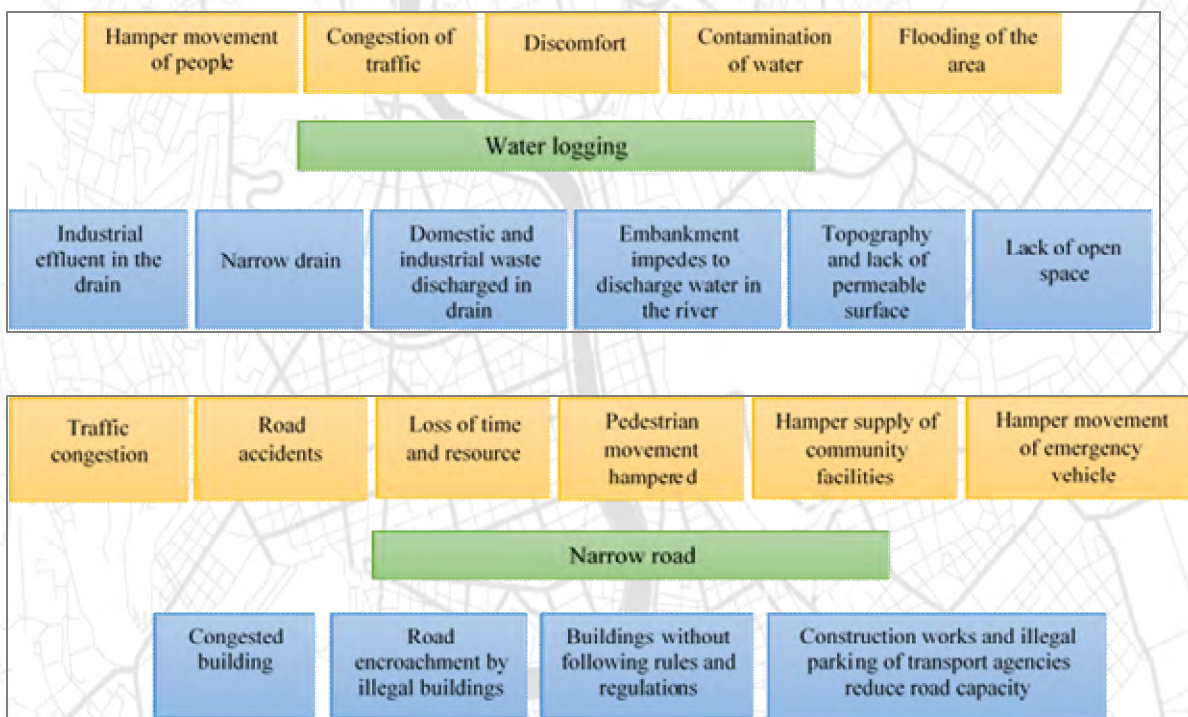 Hamper movement
of people
Congestion of
traffic
Discomfort
Contamination
of water
Flooding of the
area
Water logging
Industrial
effluent in the
drain
Narrow drain
Domestic and
industrial waste
discharged in
drain
Embankment
impedes to
discharge water in
the river
Topography
and lack of
permeable
surface
Lack of open
space
Traffic
congestion
Road
accidents
Loss of time
and resource
Pedestrian
movement
hampered
Hamper supply of
community
facilities
Hamper movement
of emergency
vehicle
Narrow road
Congested
building
Road
encroachment by
illegal buildings
Buildings without
following rules and
regulations
Construction works and illegal
parking of transport agencies
reduce road capacity